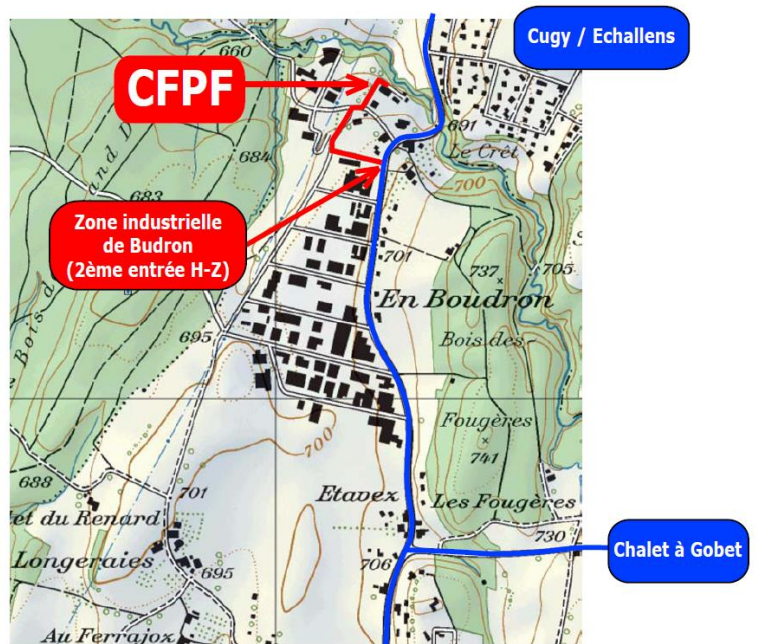 Cugy / Echallens
660
CFPF
691
Le Crêt
684
700
683
Zone industrielle
de Budron
(2ème entrée H-Z)
701
737
705
En Boudron
695
Bois des
Fougères
700
741
688
701
Etavez
Les Fougères
et du Renard
730
Chalet à Gobet
Longeraies
706
695
Au Ferrajox